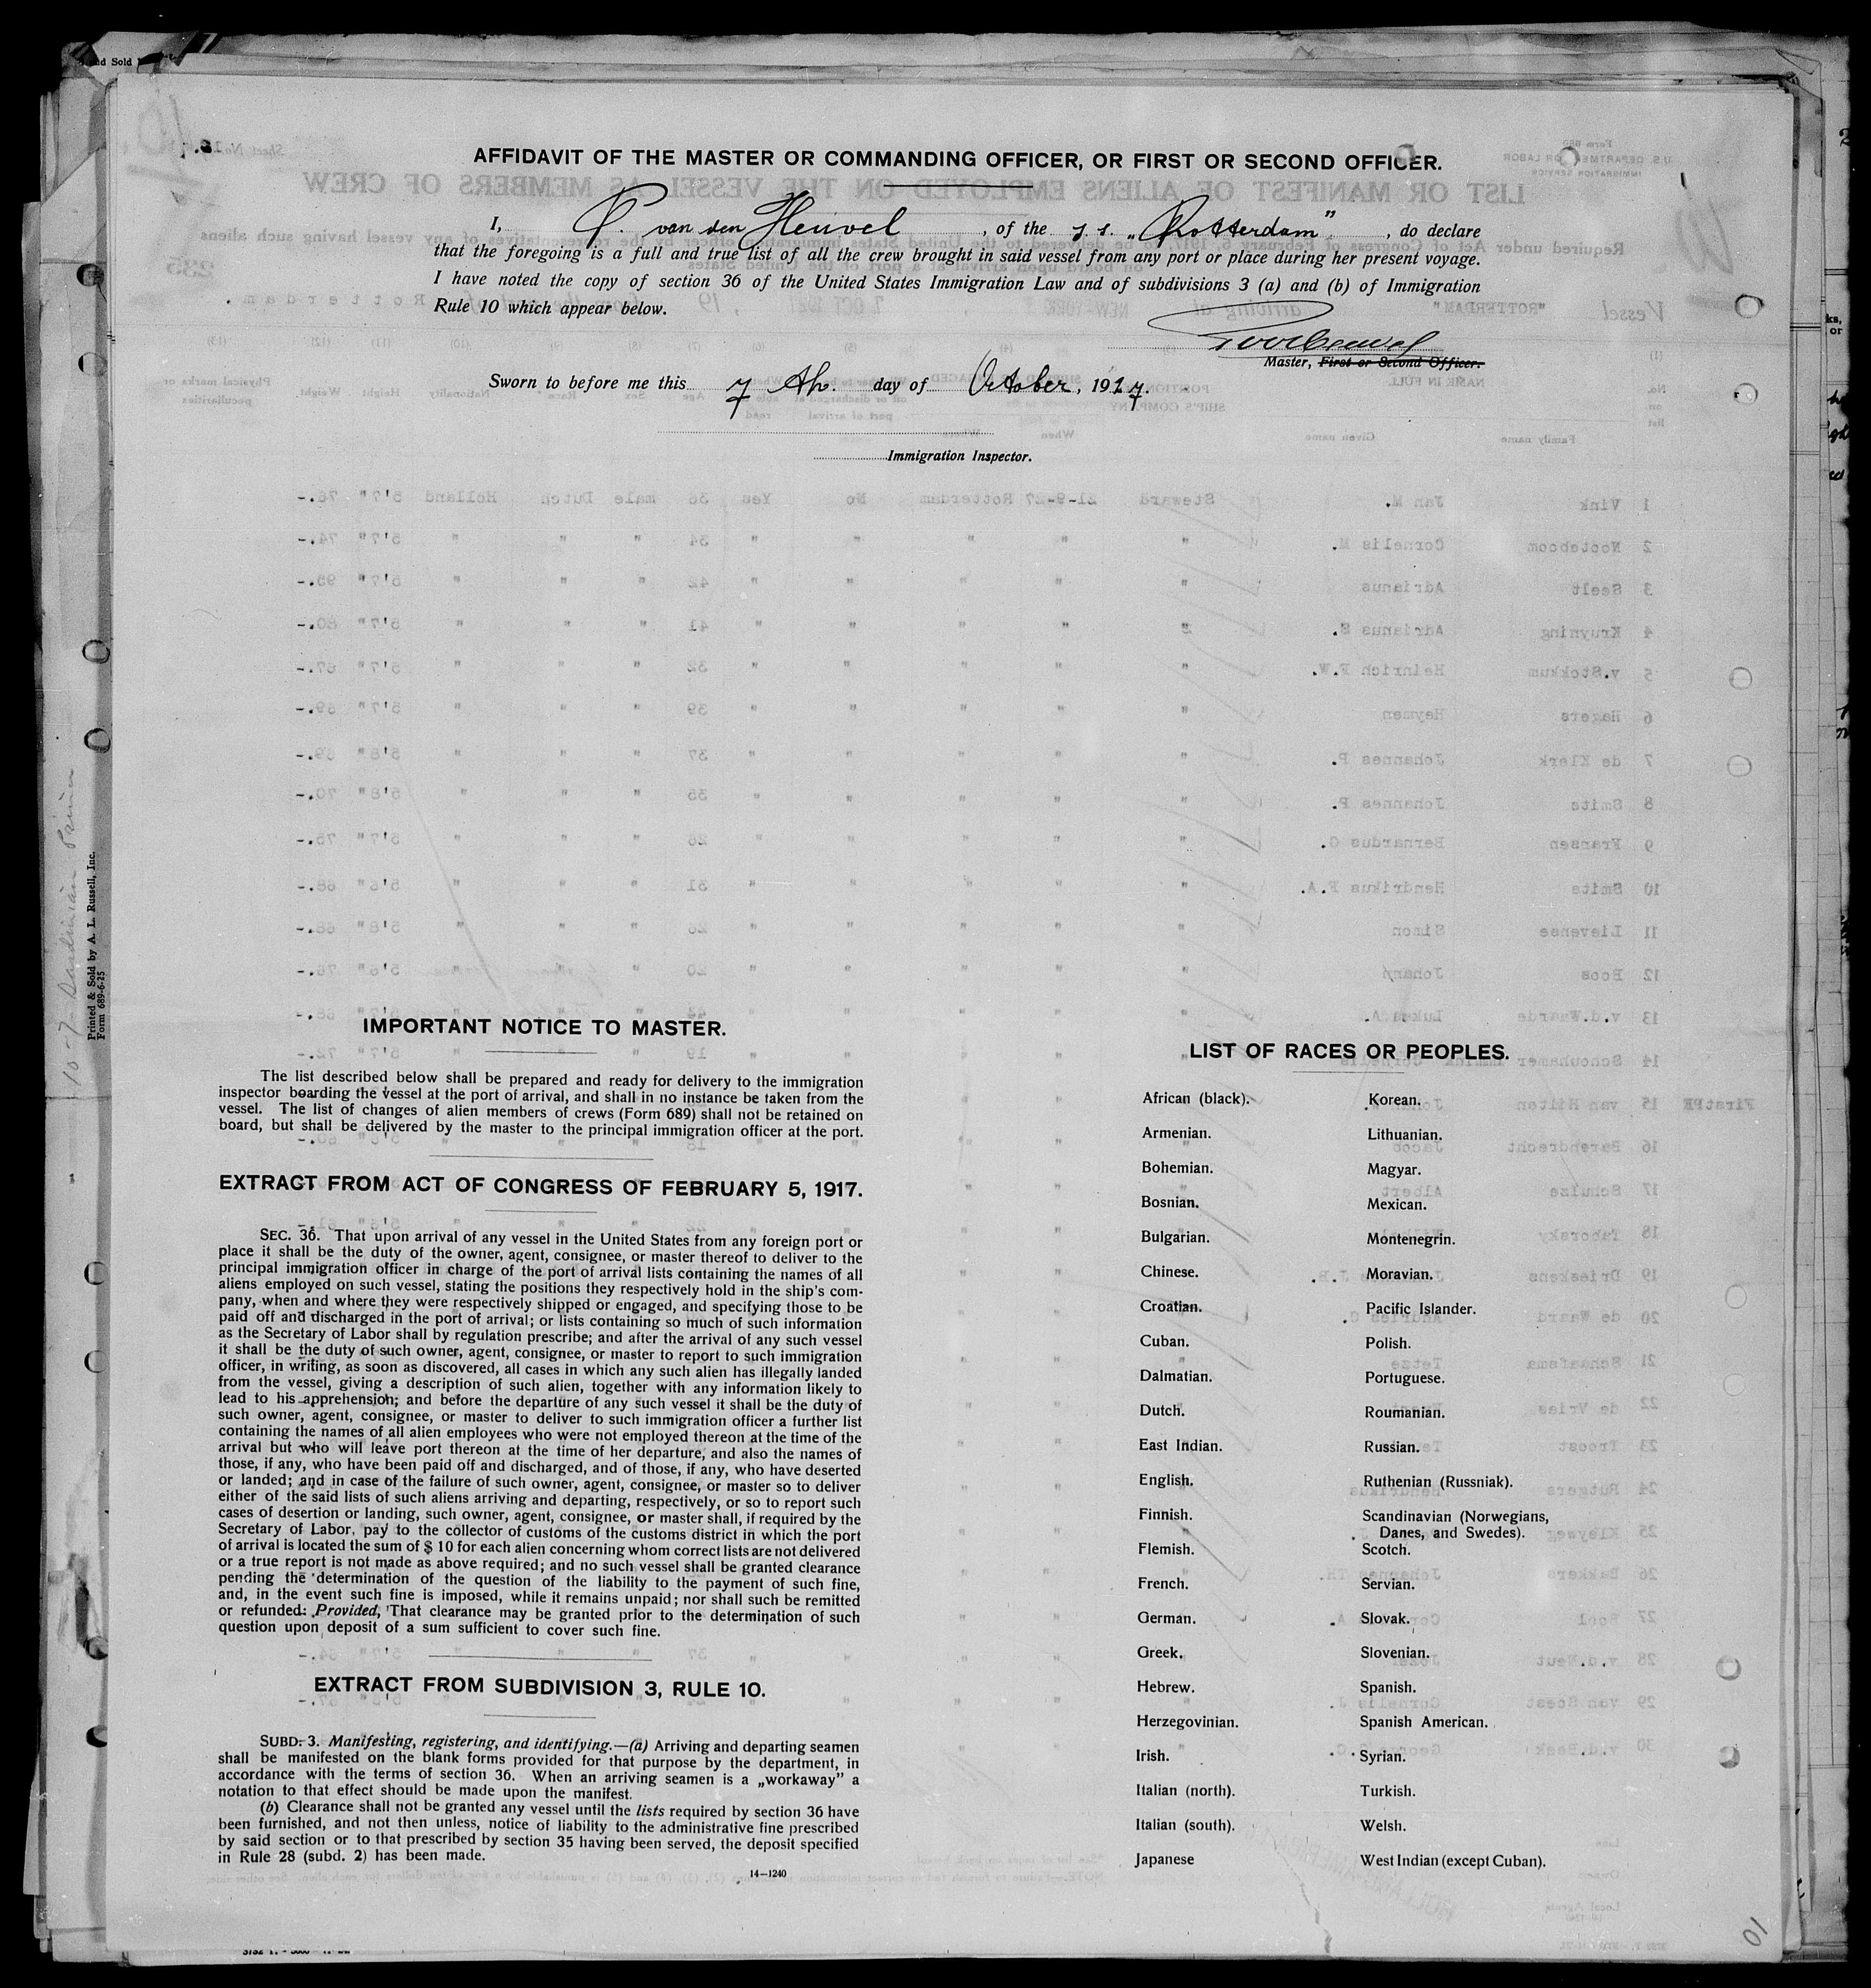 AFFIDAVIT OF THE MASTER OR COMMANDING OFFICER, OR FIRST OR SECOND OFFICER.
I, P. van den Heuvel, of the s.s. „Rotterdam", do declare
that the foregoing is a full and true list of all the crew brought in said vessel from any port or place during her present voyage.
I have noted the copy of section 36 of the United States Immigration Law and of subdivisions 3 (a) and (b) of Immigration
Rule 10 which appear below.
Master, First or Second Officer.
Sworn to before me this 7 th. day of October, 1927.
Immigration Inspector.
IMPORTANT NOTICE TO MASTER.
The list described below shall be prepared and ready for delivery to the immigration
inspector boarding the vessel at the port of arrival, and shall in no instance be taken from the
vessel. The list of changes of alien members of crews (Form 689) shall not be retained on
board, but shall be delivered by the master to the principal immigration officer at the port.
EXTRACT FROM ACT OF CONGRESS OF FEBRUARY 5, 1917.
SEC. 36. That upon arrival of any vessel in the United States from any foreign port or
place it shall be the duty of the owner, agent, consignee, or master thereof to deliver to the
principal immigration officer in charge of the port of arrival lists containing the names of all
aliens employed on such vessel, stating the positions they respectively hold in the ship's com-
pany, when and where they were respectively shipped or engaged, and specifying those to be
paid off and discharged in the port of arrival; or lists containing so much of such information
as the Secretary of Labor shall by regulation prescribe; and after the arrival of any such vessel
it shall be the duty of such owner, agent, consignee, or master to report to such immigration
officer, in writing, as soon as discovered, all cases in which any such alien has illegally landed
from the vessel, giving a description of such alien, together with any information likely to
lead to his apprehension; and before the departure of any such vessel it shall be the duty of
such owner, agent, consignee, or master to deliver to such immigration officer a further list
containing the names of all alien employees who were not employed thereon at the time of the
arrival but who will leave port thereon at the time of her departure, and also the names of
those, if any, who have been paid off and discharged, and of those, if any, who have deserted
or landed; and in case of the failure of such owner, agent, consignee, or master so to deliver
either of the said lists of such aliens arriving and departing, respectively, or so to report such
cases of desertion or landing, such owner, agent, consignee, or master shall, if required by the
Secretary of Labor, pay to the collector of customs of the customs district in which the port
of arrival is located the sum of $ 10 for each alien concerning whom correct lists are not delivered
or a true report is not made as above required; and no such vessel shall be granted clearance
pending the determination of the question of the liability to the payment of such fine,
and, in the event such fine is imposed, while it remains unpaid; nor shall such be remitted
or refunded: Provided, That clearance may be granted prior to the determination of such
question upon deposit of a sum sufficient to cover such fine.
EXTRACT FROM SUBDIVISION 3, RULE 10.
SUBD. 3. Manifesting, registering, and identifying.—(a) Arriving and departing seamen
shall be manifested on the blank forms provided for that purpose by the department, in
accordance with the terms of section 36. When an arriving seamen is a „workaway" a
notation to that effect should be made upon the manifest.
(b) Clearance shall not be granted any vessel until the lists required by section 36 have
been furnished, and not then unless, notice of liability to the administrative fine prescribed
by said section or to that prescribed by section 35 having been served, the deposit specified
in Rule 28 (subd. 2) has been made.
14—1240
LIST OF RACES OR PEOPLES.
African (black).
Armenian.
Bohemian.
Bosnian.
Bulgarian.
Chinese.
Croatian.
Cuban.
Dalmatian.
Dutch.
East Indian.
English.
Finnish.
Flemish.
French.
German.
Greek.
Hebrew.
Herzegovinian.
Irish.
Italian (north).
Italian (south).
Japanese
Korean.
Lithuanian.
Magyar.
Mexican.
Montenegrin.
Moravian.
Pacific Islander.
Polish.
Portuguese.
Roumanian.
Russian.
Ruthenian (Russniak).
Scandinavian (Norwegians,
Danes, and Swedes).
Scotch.
Servian.
Slovak.
Slovenian.
Spanish.
Spanish American.
Syrian.
Turkish.
Welsh.
West Indian (except Cuban).
Printed & Sold by A. L. Russell, Inc.
Form 689-6-25
10